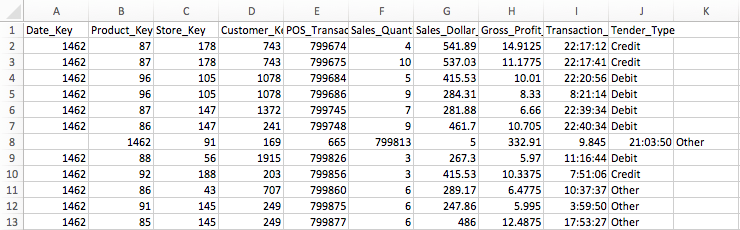 A B C D E F G H I J K
1 Date_Key Product_Key Store_Key Customer_Ke POS_Transac Sales_Quant Sales_Dollar_ Gross_Profit_ Transaction_ Tender_Type
2 1462 87 178 743 799674 4 541.89 14.9125 22:17:12 Credit
3 1462 87 178 743 799675 10 537.03 11.1775 22:17:41 Credit
4 1462 96 105 1078 799684 5 415.53 10.01 22:20:56 Debit
5 1462 96 105 1078 799686 9 284.31 8.33 8:21:14 Debit
6 1462 87 147 1372 799745 7 281.88 6.66 22:39:34 Debit
7 1462 86 147 241 799748 9 461.7 10.705 22:40:34 Debit
8 1462 91 169 665 799813 5 332.91 9.845 21:03:50 Other
9 1462 88 56 1915 799826 3 267.3 5.97 11:16:44 Debit
10 1462 92 188 203 799856 3 415.53 10.3375 7:51:06 Credit
11 1462 86 43 707 799860 6 289.17 6.4775 10:37:37 Other
12 1462 91 145 249 799875 6 247.86 5.995 3:59:50 Other
13 1462 85 145 249 799877 6 486 12.4875 17:53:27 Other